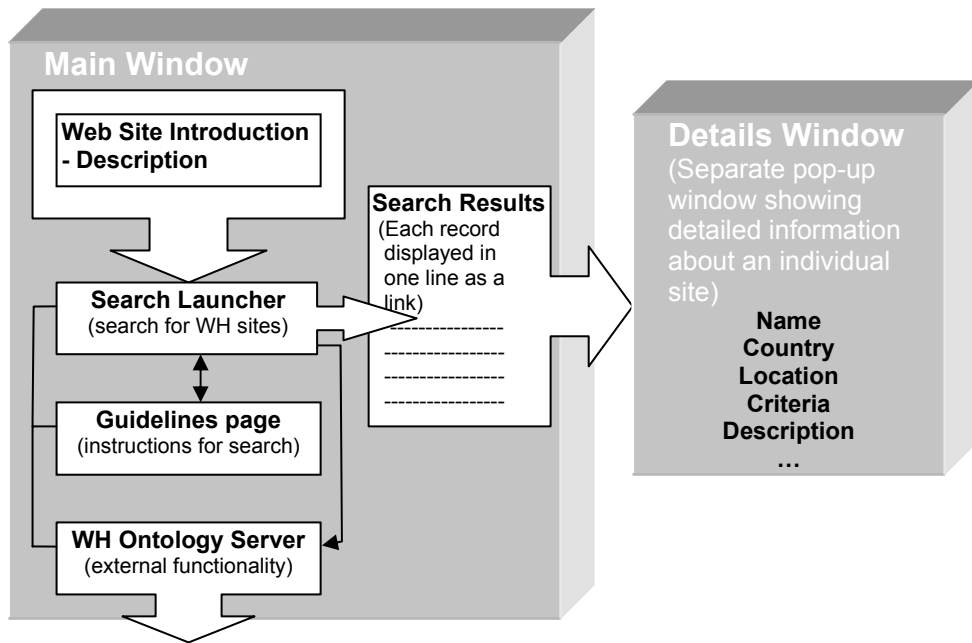 Main Window
Web Site Introduction
- Description
Search Launcher
(search for WH sites)
Guidelines page
(instructions for search)
WH Ontology Server
(external functionality)
Search Results
(Each record
displayed in
one line as a
link)
-----------------
-----------------
-----------------
-----------------
Details Window
(Separate pop-up
window showing
detailed information
about an individual
site)
Name
Country
Location
Criteria
Description
…